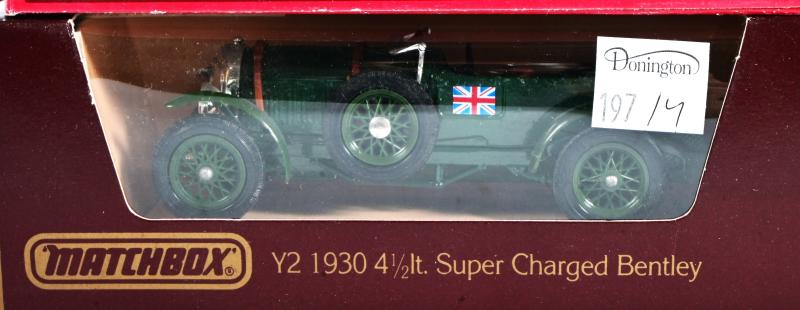 Donington
197/4
MATCHBOX®
Y2 1930 4½lt. Super Charged Bentley